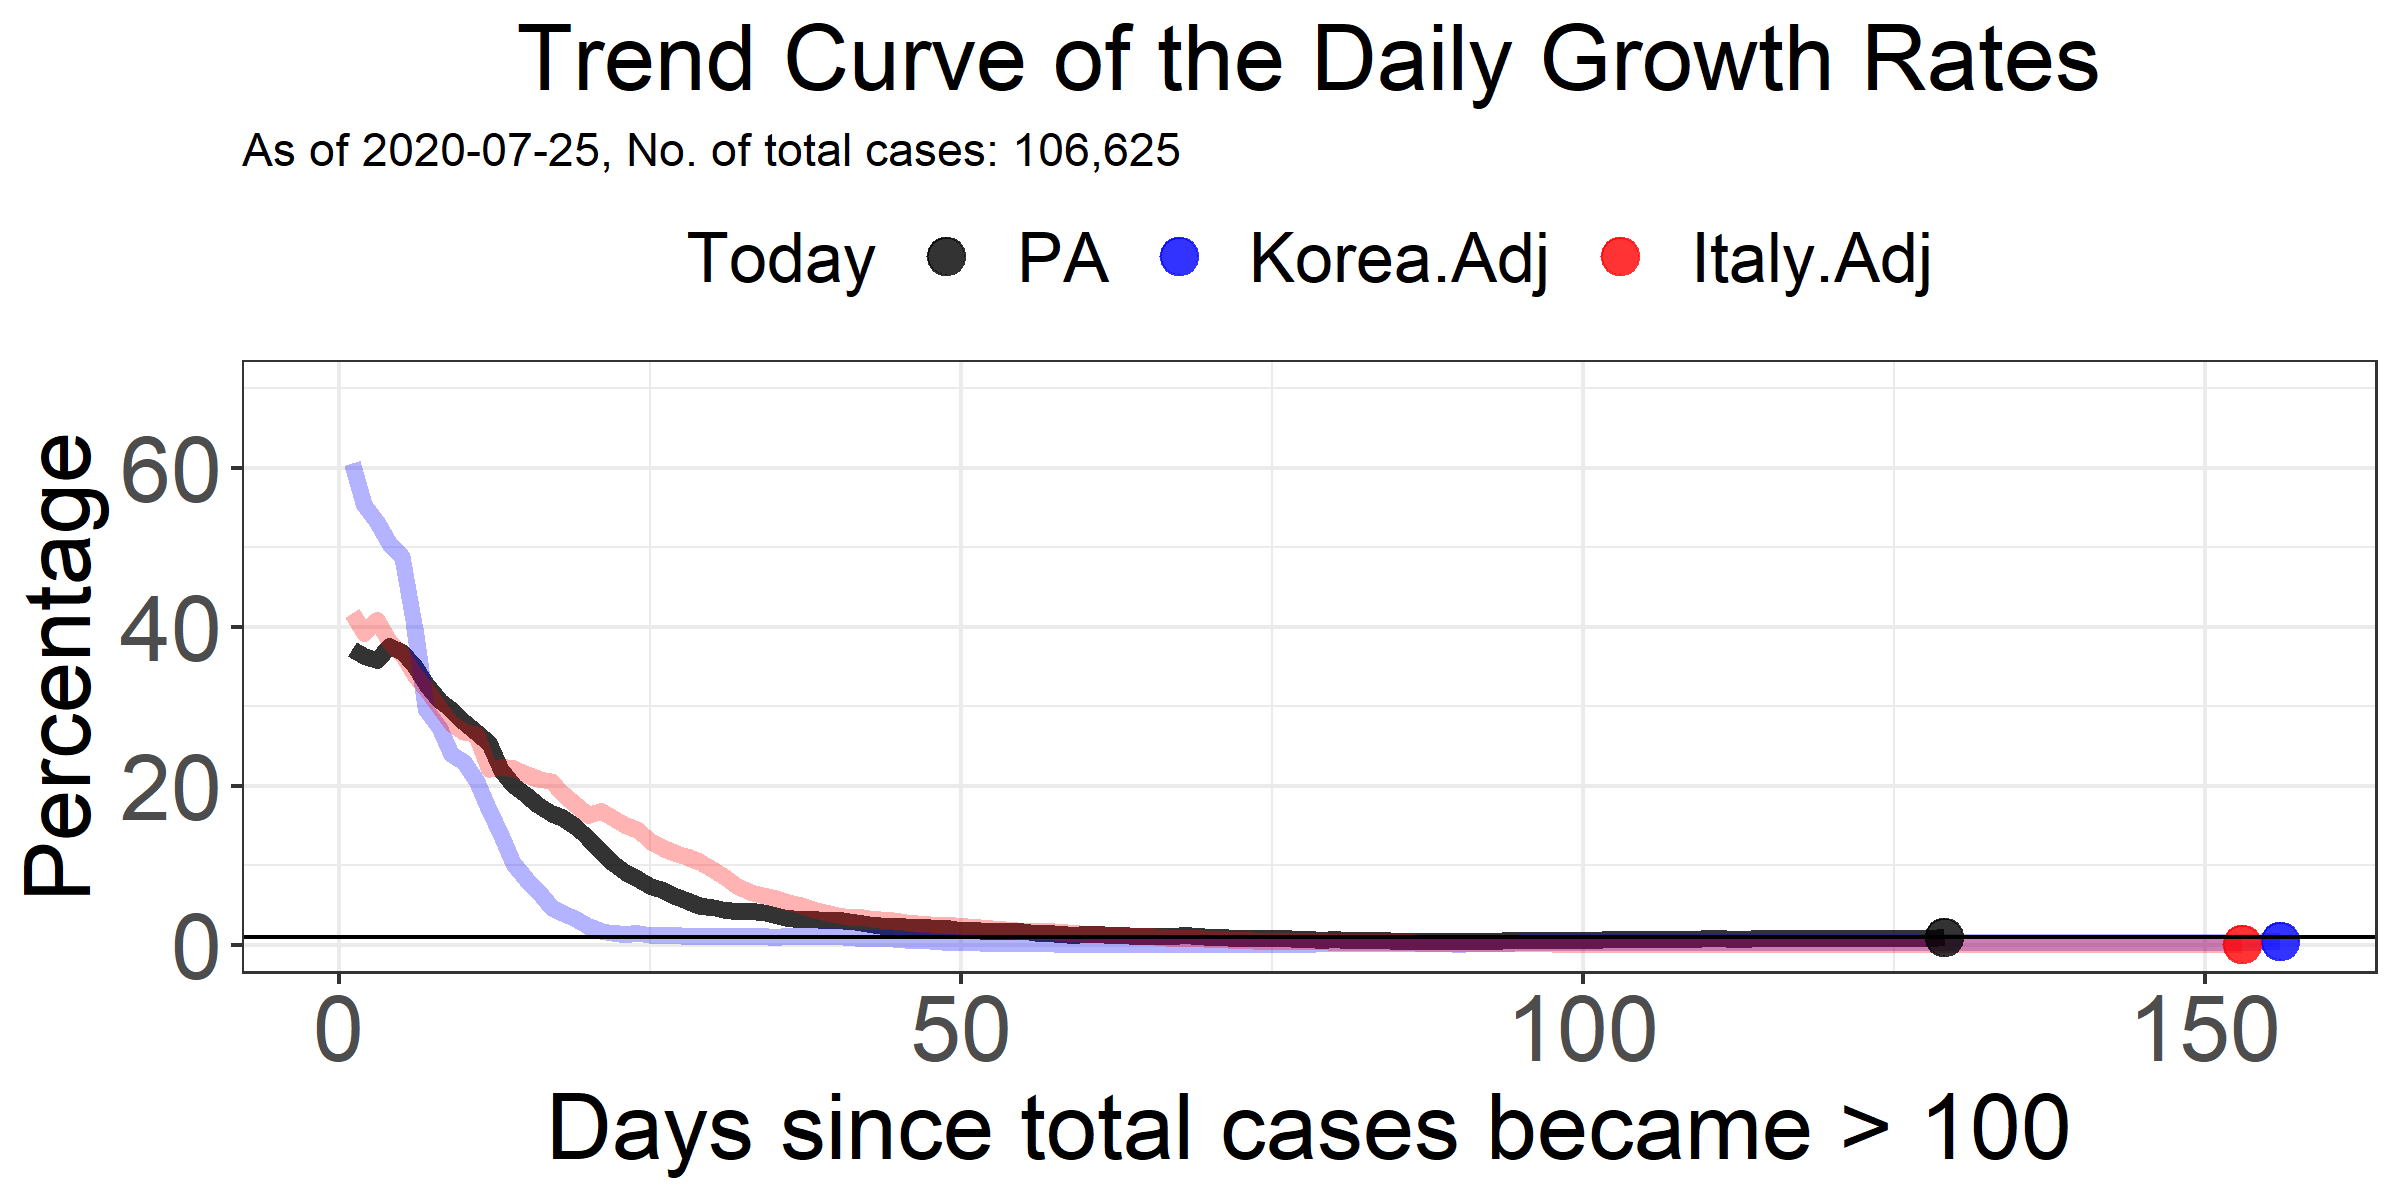 Trend Curve of the Daily Growth Rates
As of 2020-07-25, No. of total cases: 106,625
Today PA Korea.Adj Italy.Adj
Percentage
60
40
20
0
0 50 100 150
Days since total cases became > 100